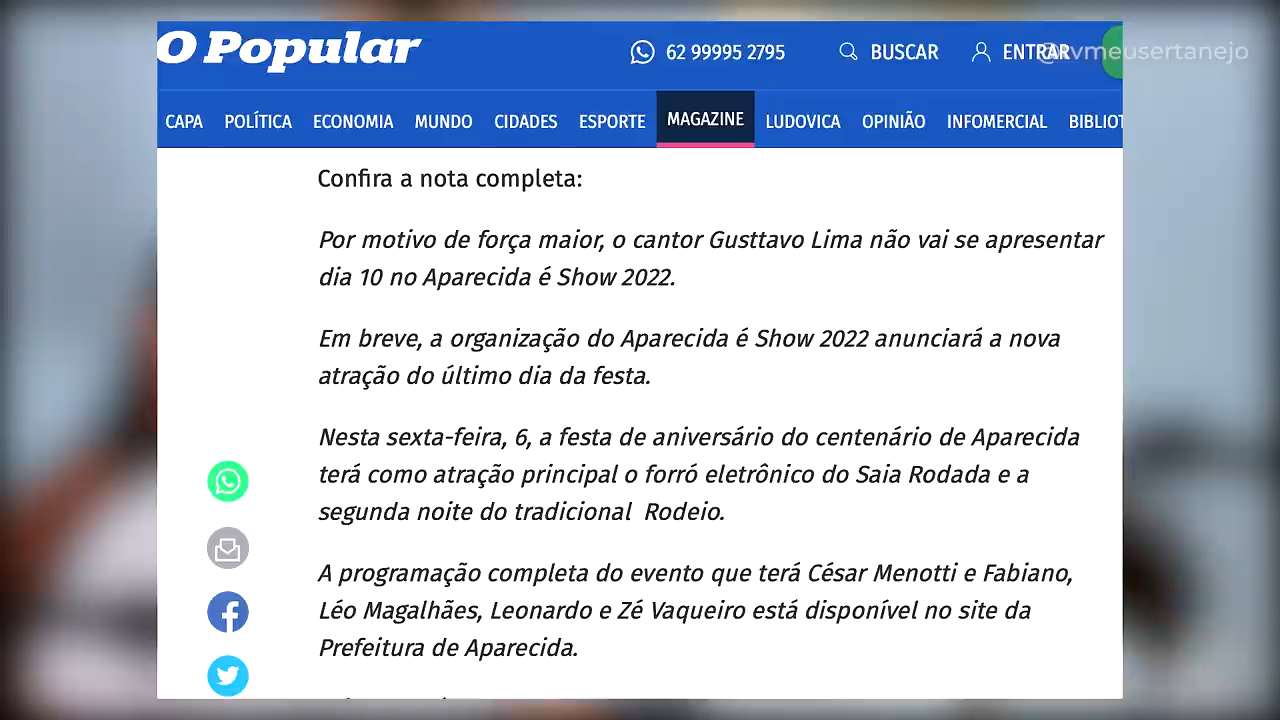 O Popular
62 99995 2795
BUSCAR
ENTRAR
@tvmeusertanejo
CAPA POLÍTICA ECONOMIA MUNDO CIDADES ESPORTE MAGAZINE LUDOVICA OPINIÃO INFOMERCIAL BIBLIOT
Confira a nota completa:
Por motivo de força maior, o cantor Gusttavo Lima não vai se apresentar
dia 10 no Aparecida é Show 2022.
Em breve, a organização do Aparecida é Show 2022 anunciará a nova
atração do último dia da festa.
Nesta sexta-feira, 6, a festa de aniversário do centenário de Aparecida
terá como atração principal o forró eletrônico do Saia Rodada e a
segunda noite do tradicional Rodeio.
A programação completa do evento que terá César Menotti e Fabiano,
Léo Magalhães, Leonardo e Zé Vaqueiro está disponível no site da
Prefeitura de Aparecida.